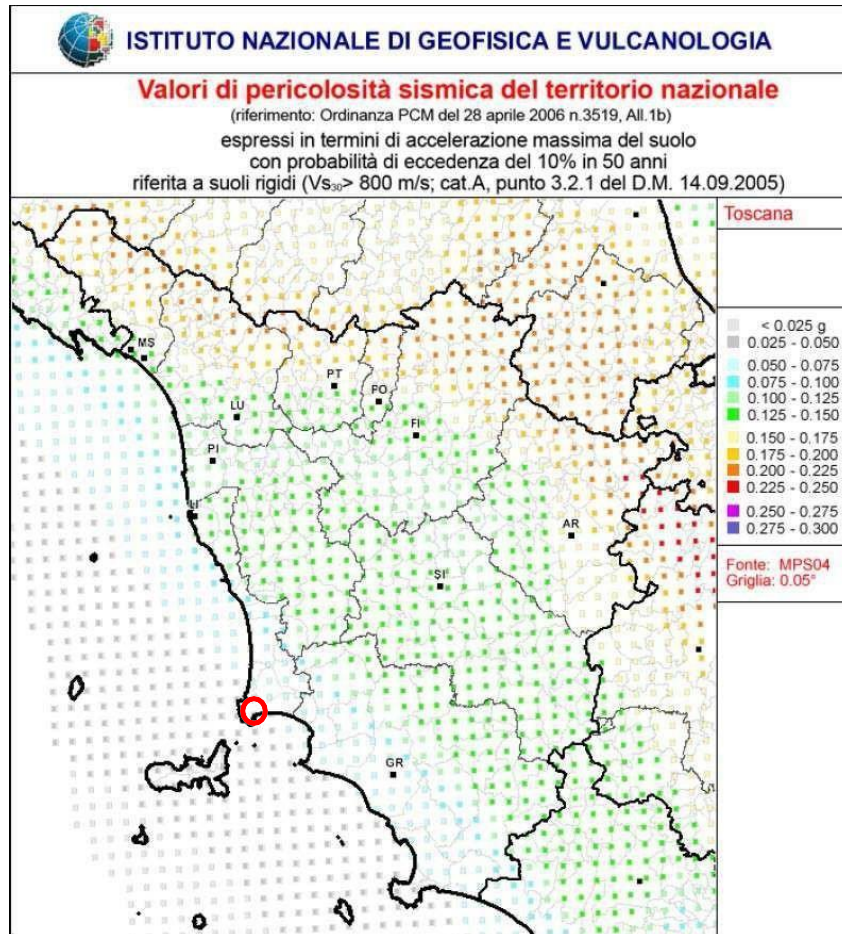 ISTITUTO NAZIONALE DI GEOFISICA E VULCANOLOGIA
Valori di pericolosità sismica del territorio nazionale
(riferimento: Ordinanza PCM del 28 aprile 2006 n.3519, All.1b)
espressi in termini di accelerazione massima del suolo
con probabilità di eccedenza del 10% in 50 anni
riferita a suoli rigidi (Vs30> 800 m/s; cat.A, punto 3.2.1 del D.M. 14.09.2005)
Toscana
< 0.025 g
0.025 - 0.050
0.050 - 0.075
0.075 - 0.100
0.100 - 0.125
0.125 - 0.150
0.150 - 0.175
0.175 - 0.200
0.200 - 0.225
0.225 - 0.250
0.250 - 0.275
0.275 - 0.300
Fonte: MPS04
Griglia: 0.05°
MS
PT
LU
PO
FI
PI
LI
AR
SI
GR